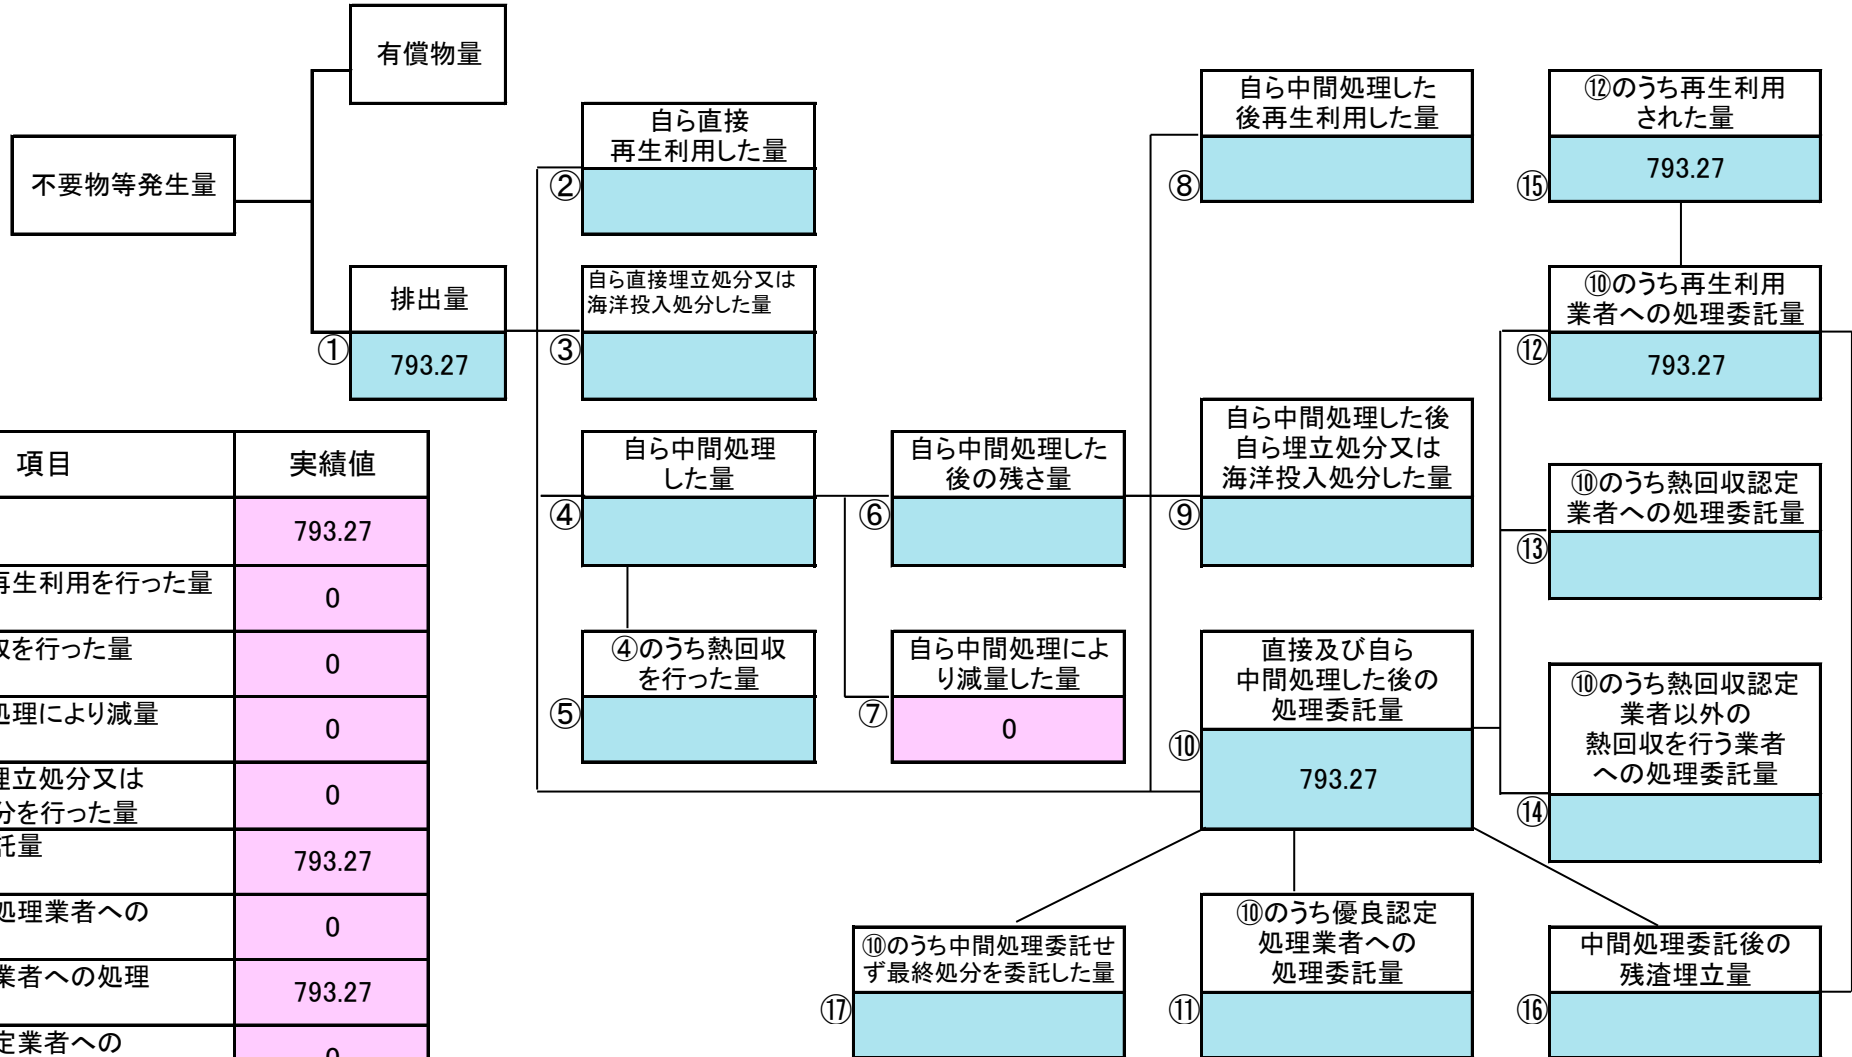 有償物量
不要物等発生量
排出量
①
793.27
自ら直接
再生利用した量
②
自ら直接埋立処分又は
海洋投入処分した量
③
自ら中間処理
した量
④
④のうち熱回収
を行った量
⑤
自ら中間処理した
後の残さ量
⑥
自ら中間処理によ
り減量した量
⑦
0
自ら中間処理した
後再生利用した量
⑧
自ら中間処理した後
自ら埋立処分又は
海洋投入処分した量
⑨
直接及び自ら
中間処理した後の
処理委託量
⑩
793.27
⑩のうち優良認定
処理業者への
処理委託量
⑪
⑫のうち再生利用
された量
793.27
⑮
⑩のうち再生利用
業者への処理委託量
⑫
793.27
⑩のうち熱回収認定
業者への処理委託量
⑬
⑩のうち熱回収認定
業者以外の
熱回収を行う業者
への処理委託量
⑭
中間処理委託後の
残渣埋立量
⑯
⑩のうち中間処理委託せ
ず最終処分を委託した量
⑰
項目 実績値
793.27
再生利用を行った量 0
を行った量 0
処理により減量 0
埋立処分又は
分を行った量 0
託量 793.27
処理業者への 0
業者への処理 793.27
定業者への 0